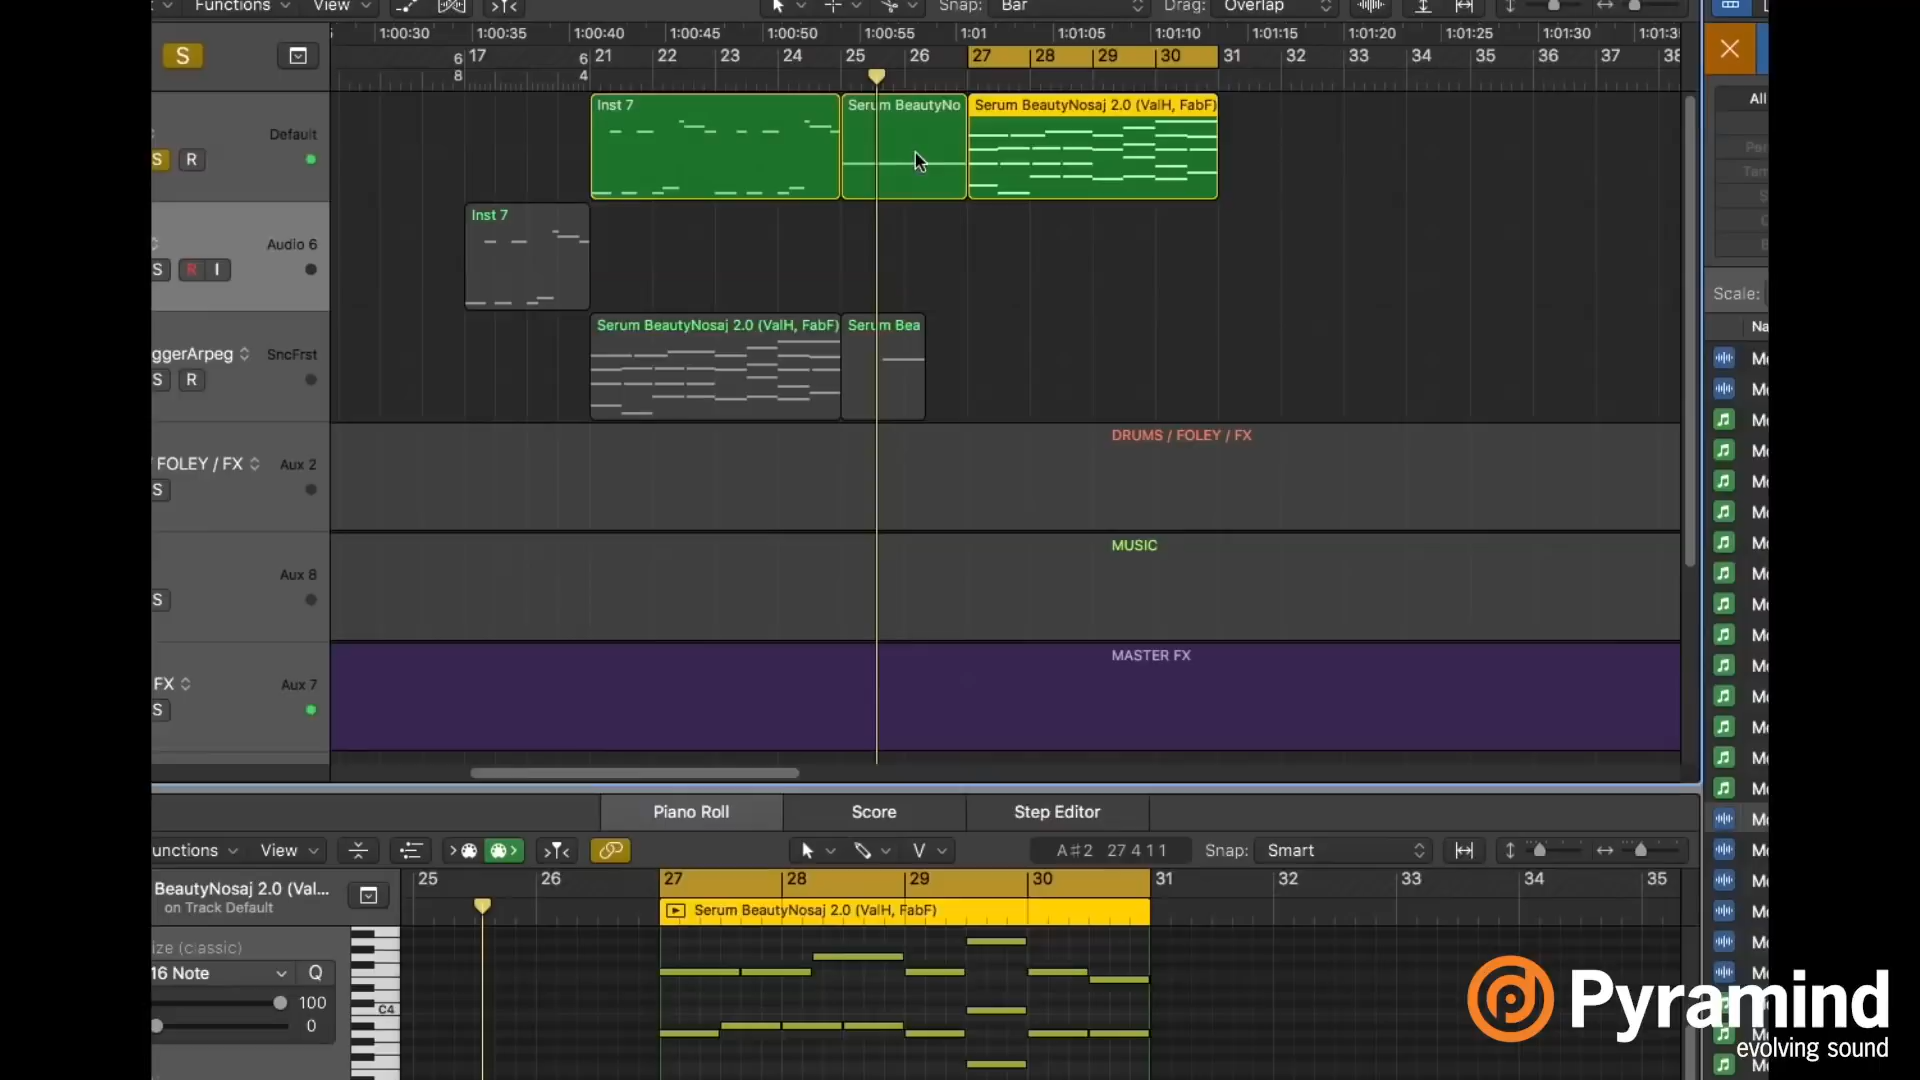 Functions View Snap: Bar Drag: Overlap
1:00:30 1:00:35 1:00:40 1:00:45 1:00:50 1:00:55 1:01 1:01:05 1:01:10 1:01:15 1:01:20 1:01:25 1:01:30
S 6 8 17 6 4 21 22 23 24 25 26 27 28 29 30 31 32 33 34 35 36 37
All
Inst 7 Serum BeautyNo Serum BeautyNosaj 2.0 (ValH, FabF)
Default
S R
Inst 7
Audio 6
S R I
Scale:
Serum BeautyNosaj 2.0 (ValH, FabF) Serum Bea
ggerArpeg SncFrst
S R
DRUMS / FOLEY / FX
FOLEY / FX Aux 2
S
MUSIC
Aux 8
S
MASTER FX
FX Aux 7
S
Piano Roll Score Step Editor
unctions View A#2 27 4 1 1 Snap: Smart
25 26 27 28 29 30 31 32 33 34 35
BeautyNosaj 2.0 (Val...
on Track Default
Serum BeautyNosaj 2.0 (ValH, FabF)
ize (classic)
16 Note Q
100
C4
0
Pyramind
evolving sound